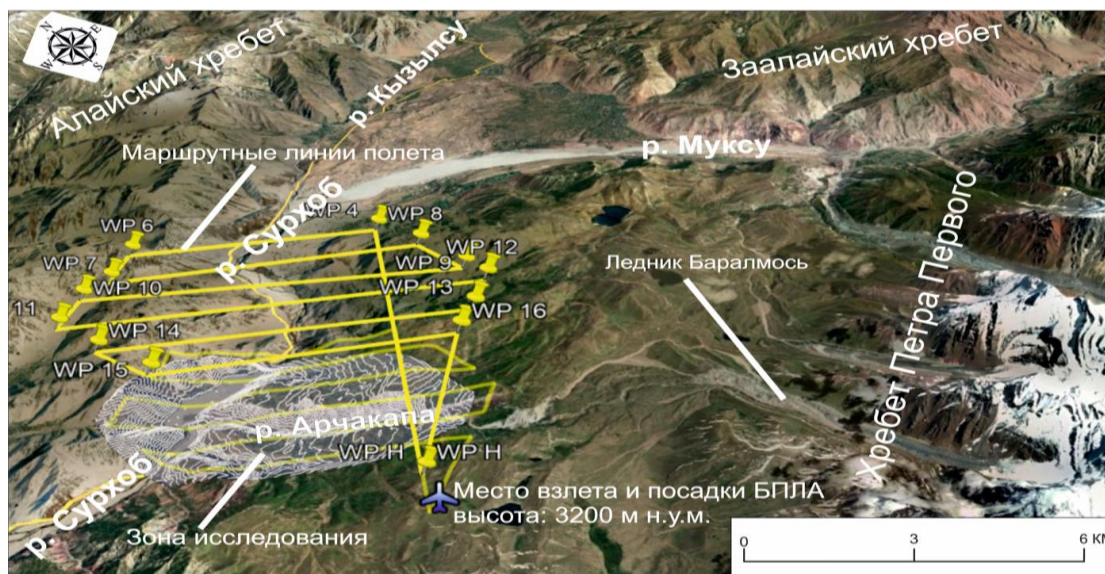 N
E
W
S
Алайский хребет
р. Кызылсу
Заалайский хребет
Маршрутные линии полета
р. Муксу
WP 4
WP 8
WP 6
р. Сурхоб
WP 12
WP 7
WP 9
Ледник Баралмось
WP 10
WP 13
11
WP 14
WP 16
WP 15
Хребет Петра Первого
р. Арчакапа
WP H
WP H
р. Сурхоб
Место взлета и посадки БПЛА
высота: 3200 м н.у.м.
Зона исследования
0
3
6 КМ